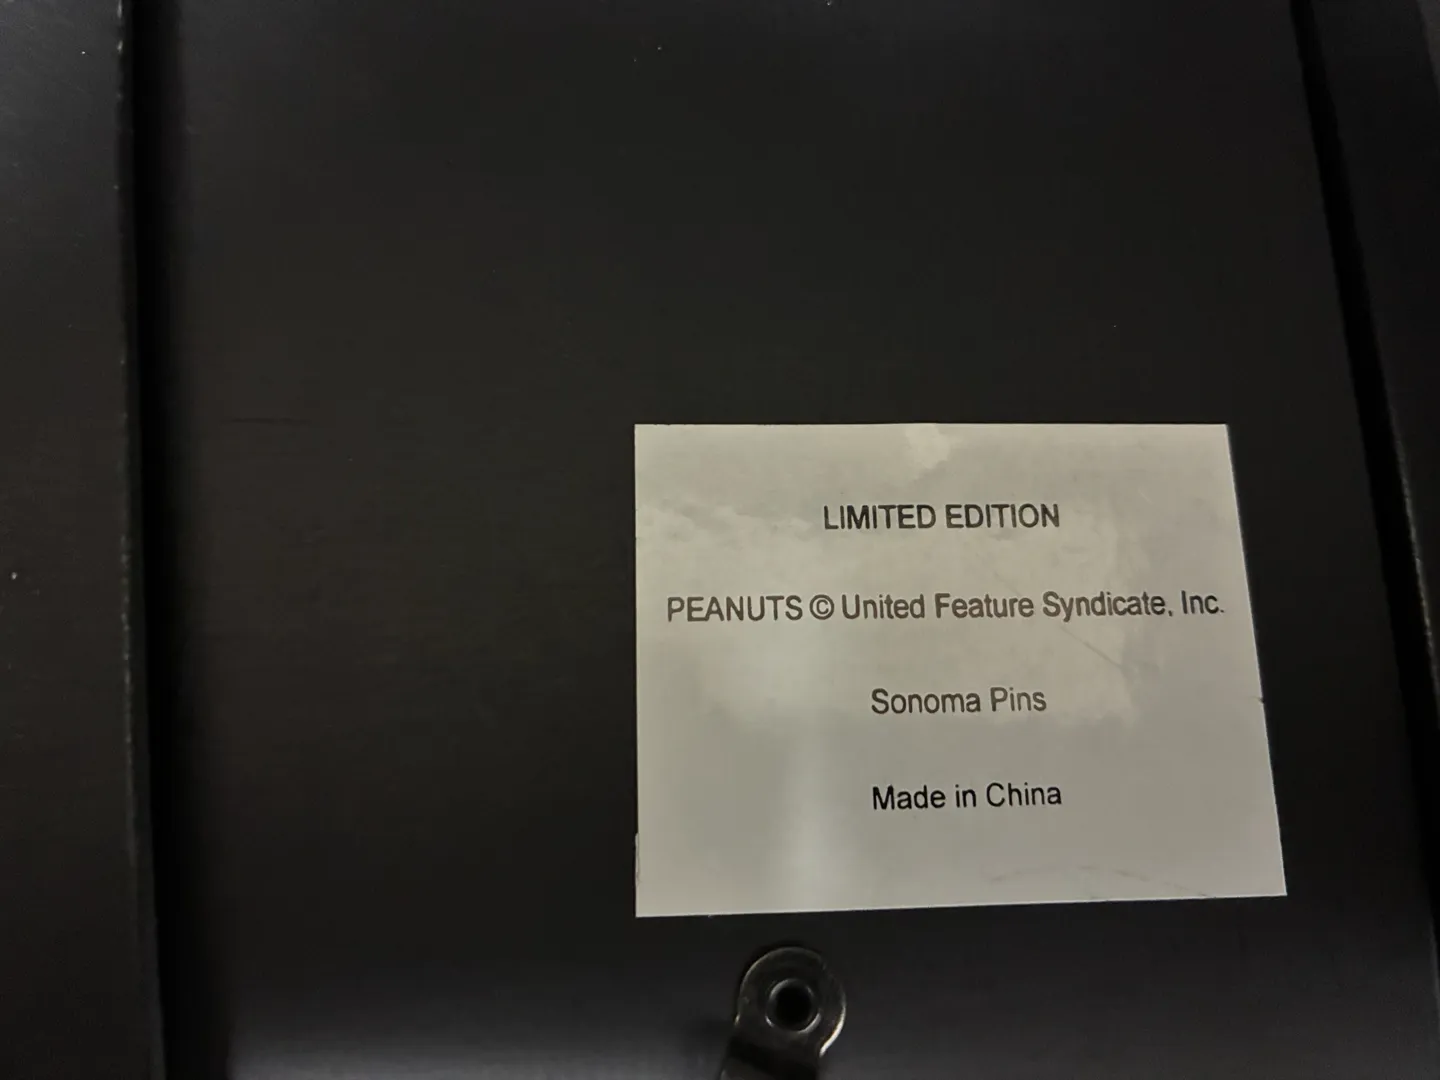 LIMITED EDITION
PEANUTS © United Feature Syndicate, Inc.
Sonoma Pins
Made in China